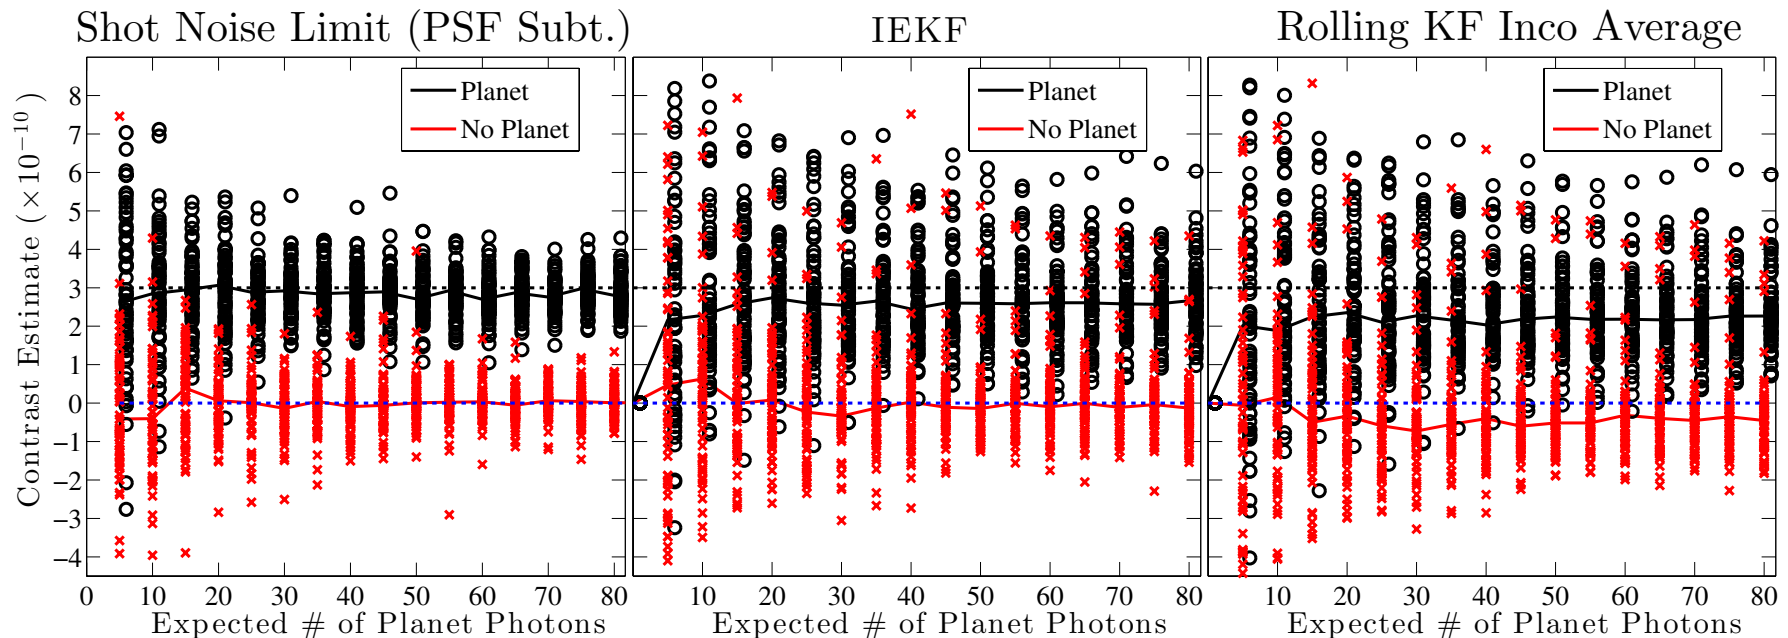 Shot Noise Limit (PSF Subt.)
IEKF
Rolling KF Inco Average
Contrast Estimate (×10⁻¹⁰)
8
7
6
5
4
3
2
1
0
−1
−2
−3
−4
Planet
No Planet
Planet
No Planet
Planet
No Planet
0 10 20 30 40 50 60 70 80
10 20 30 40 50 60 70 80
10 20 30 40 50 60 70 80
Expected # of Planet Photons
Expected # of Planet Photons
Expected # of Planet Photons